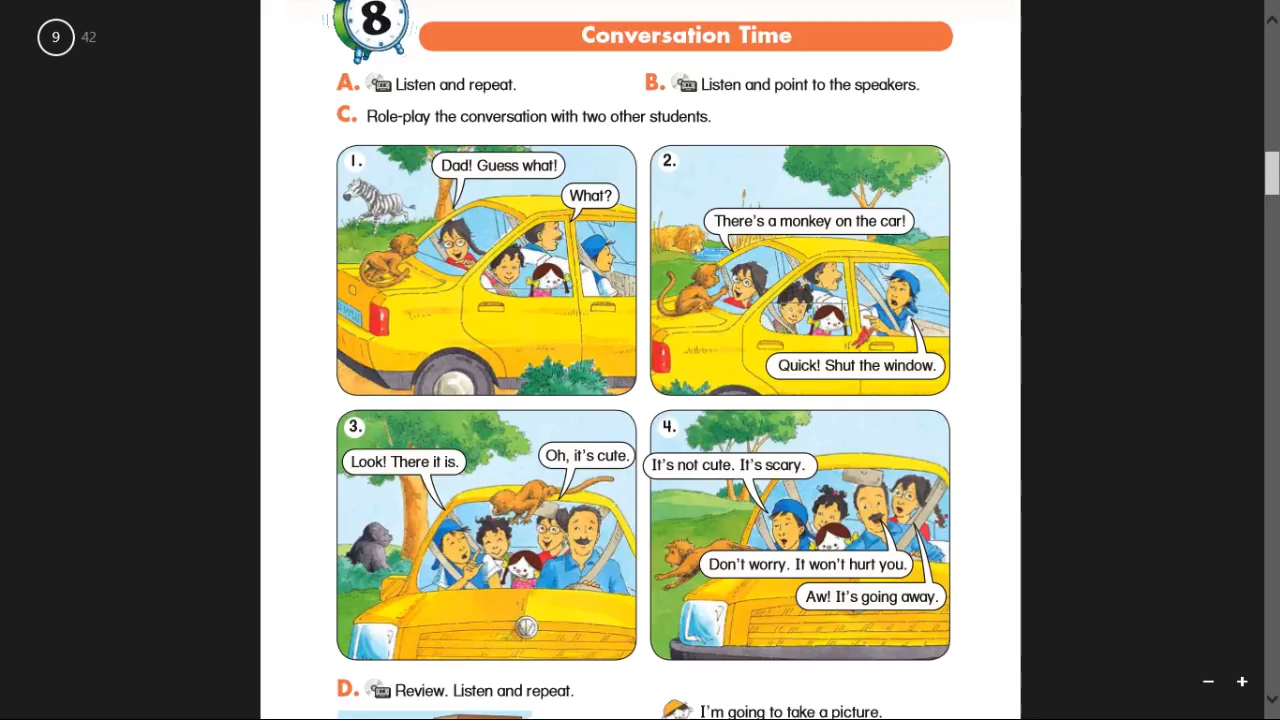 9 42
8
Conversation Time
A. Listen and repeat.
B. Listen and point to the speakers.
C. Role-play the conversation with two other students.
1.
Dad! Guess what!
What?
2.
There's a monkey on the car!
Quick! Shut the window.
3.
Look! There it is.
Oh, it's cute.
4.
It's not cute. It's scary.
Don't worry. It won't hurt you.
Aw! It's going away.
D. Review. Listen and repeat.
I'm going to take a picture.